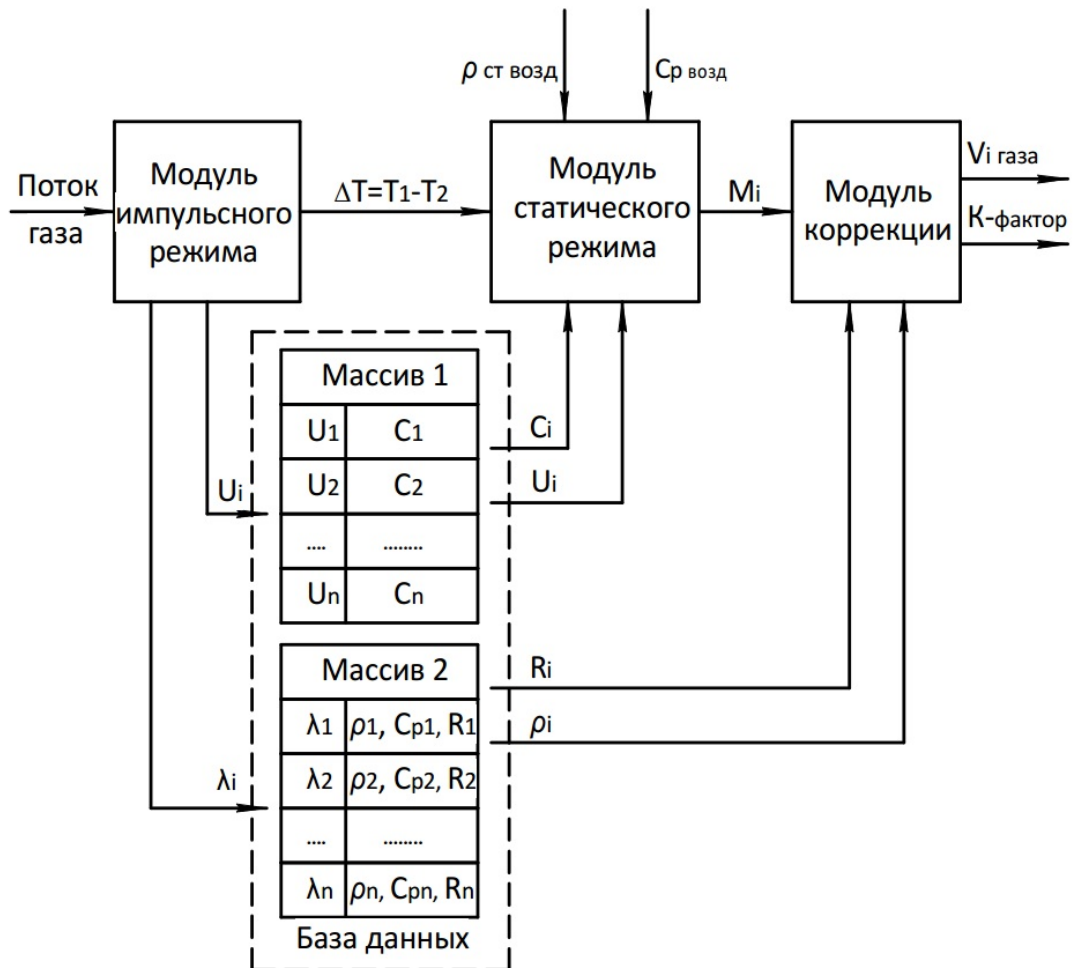 ρ ст возд
Cp возд
Поток
газа
Модуль
импульсного
режима
ΔT=T1-T2
Модуль
статического
режима
Mi
Модуль
коррекции
Vi газа
К-фактор
Массив 1
U1 C1
U2 C2
.... ........
Un Cn
Ui
Ci
Ui
Массив 2
λ1 ρ1, Cp1, R1
λ2 ρ2, Cp2, R2
.... ........
λn ρn, Cpn, Rn
λi
Ri
ρi
База данных